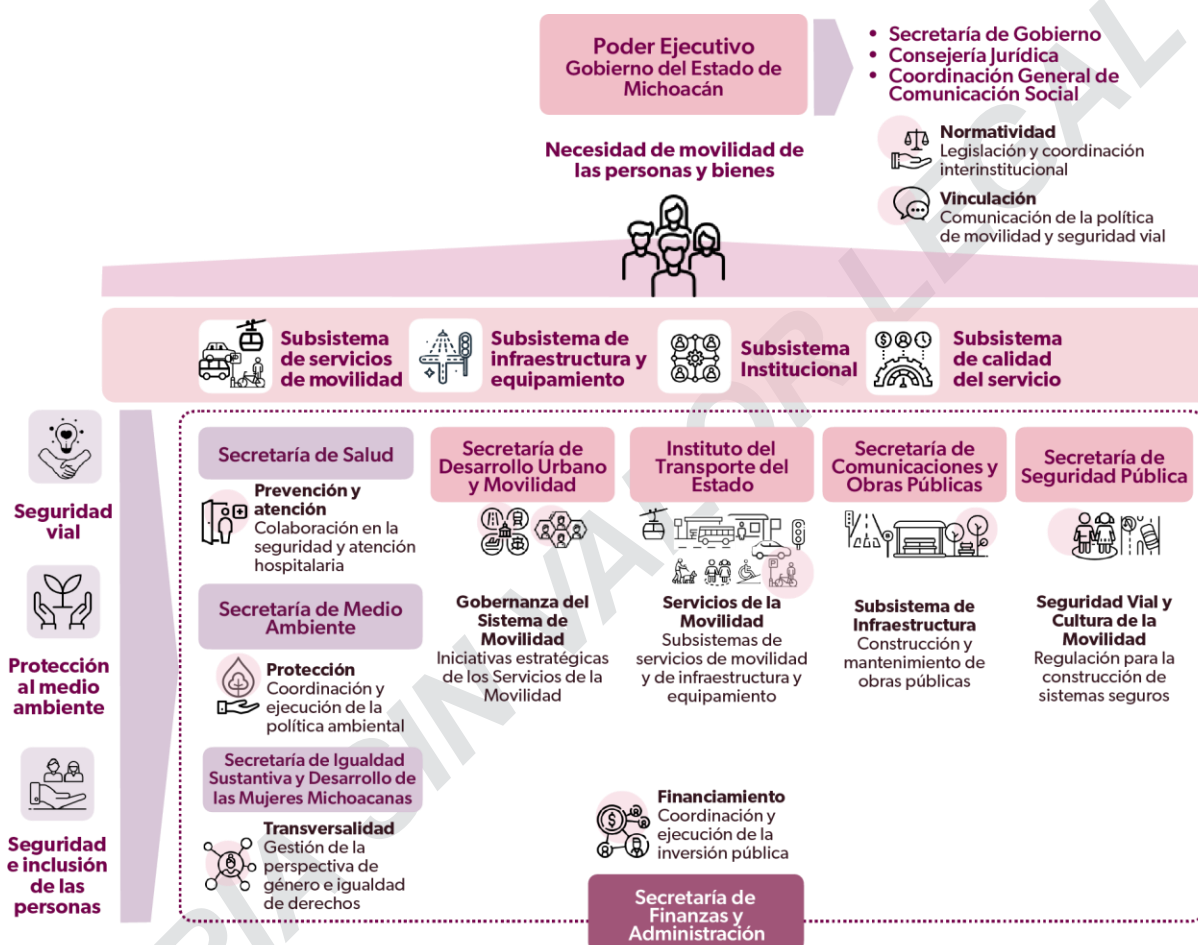 Poder Ejecutivo
Gobierno del Estado de
Michoacán
• Secretaría de Gobierno
• Consejería Jurídica
• Coordinación General de
Comunicación Social
Normatividad
Legislación y coordinación
interinstitucional
Vinculación
Comunicación de la política
de movilidad y seguridad vial
Necesidad de movilidad de
las personas y bienes
Subsistema
de servicios
de movilidad
Subsistema de
infraestructura y
equipamiento
Subsistema
Institucional
Subsistema
de calidad
del servicio
Seguridad
vial
Protección
al medio
ambiente
Seguridad
e inclusión
de las
personas
Secretaría de Salud
Prevención y
atención
Colaboración en la
seguridad y atención
hospitalaria
Secretaría de Medio
Ambiente
Protección
Coordinación y
ejecución de la
política ambiental
Secretaría de Igualdad
Sustantiva y Desarrollo de
las Mujeres Michoacanas
Transversalidad
Gestión de la
perspectiva de
género e igualdad
de derechos
Secretaría de
Desarrollo Urbano
y Movilidad
Gobernanza del
Sistema de
Movilidad
Iniciativas estratégicas
de los Servicios de la
Movilidad
Instituto del
Transporte del
Estado
Servicios de la
Movilidad
Subsistemas de
servicios de movilidad
y de infraestructura y
equipamiento
Secretaría de
Comunicaciones y
Obras Públicas
Subsistema de
Infraestructura
Construcción y
mantenimiento de
obras públicas
Secretaría de
Seguridad Pública
Seguridad Vial y
Cultura de la
Movilidad
Regulación para la
construcción de
sistemas seguros
Financiamiento
Coordinación y
ejecución de la
inversión pública
Secretaría de
Finanzas y
Administración
SIN VALOR LEGAL